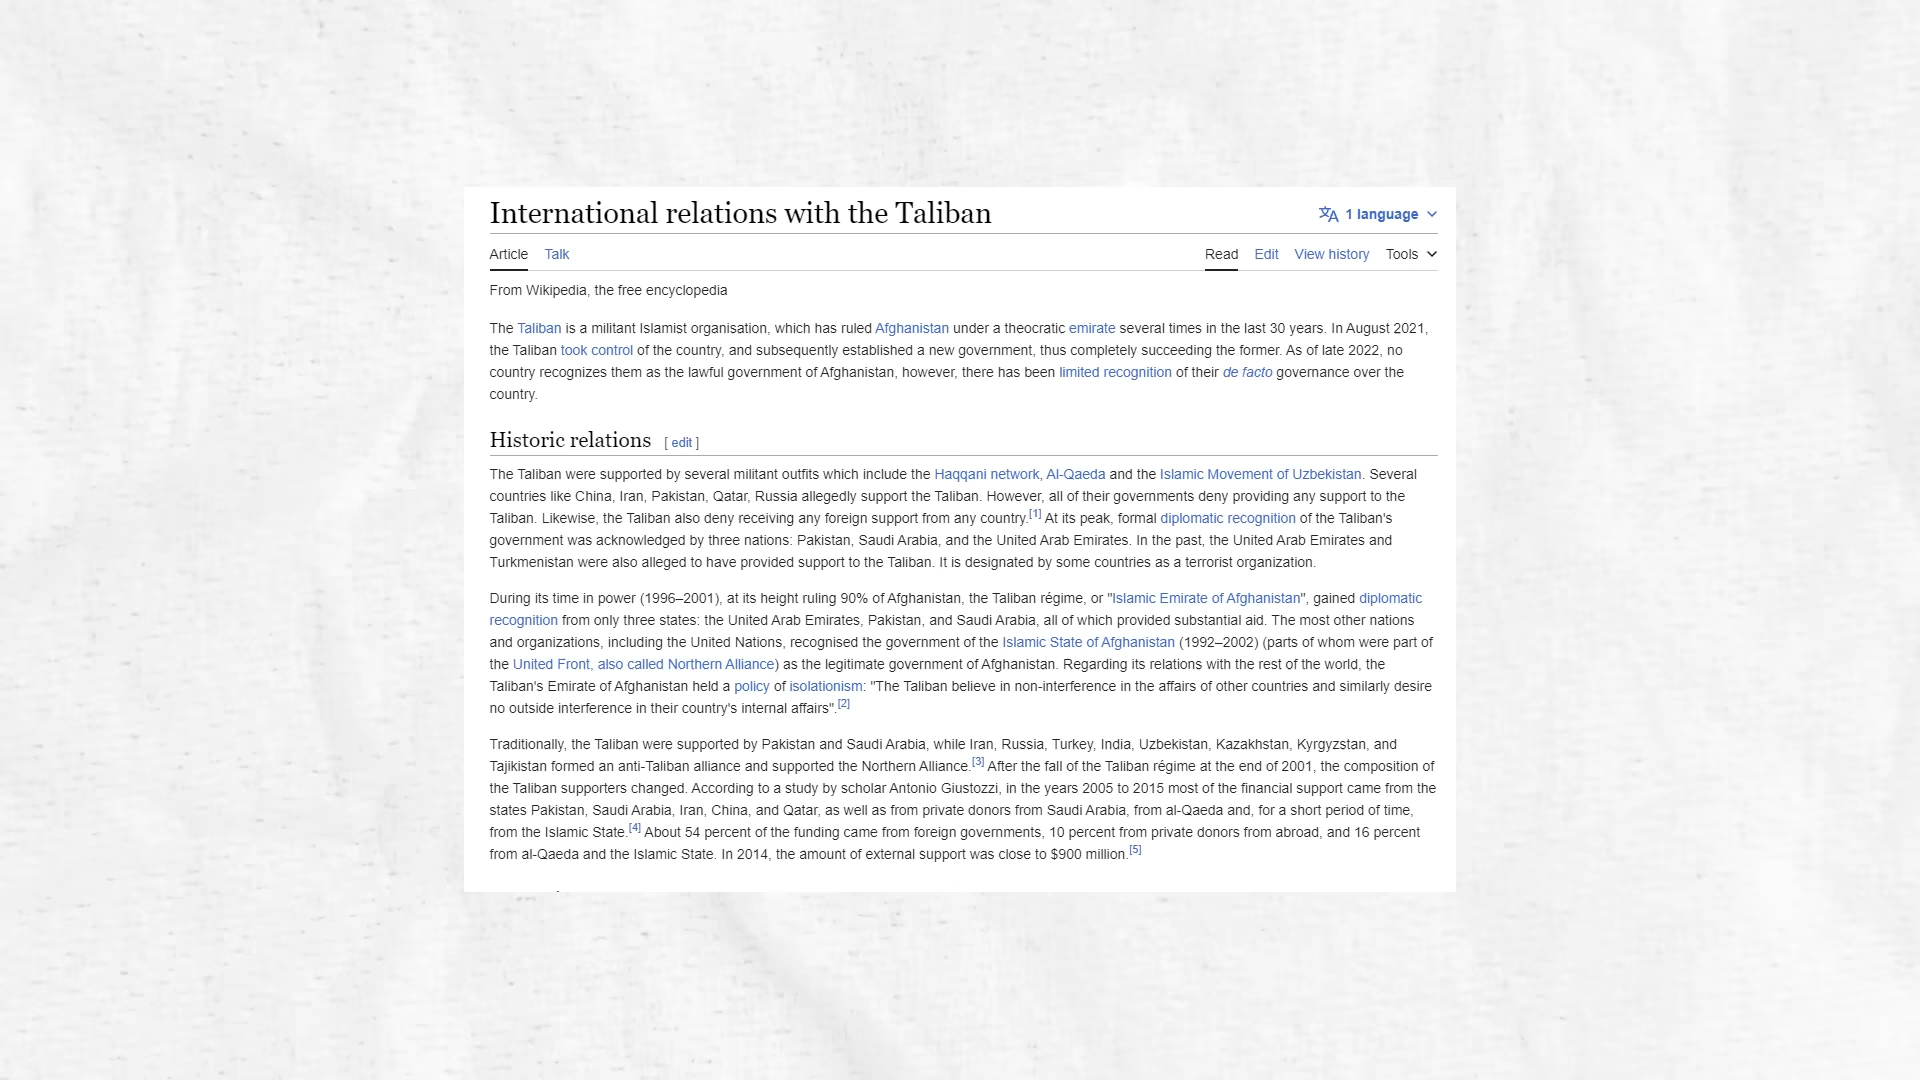 International relations with the Taliban
1 language
Article Talk Read Edit View history Tools
From Wikipedia, the free encyclopedia
The Taliban is a militant Islamist organisation, which has ruled Afghanistan under a theocratic emirate several times in the last 30 years. In August 2021,
the Taliban took control of the country, and subsequently established a new government, thus completely succeeding the former. As of late 2022, no
country recognizes them as the lawful government of Afghanistan, however, there has been limited recognition of their de facto governance over the
country.
Historic relations [ edit ]
The Taliban were supported by several militant outfits which include the Haqqani network, Al-Qaeda and the Islamic Movement of Uzbekistan. Several
countries like China, Iran, Pakistan, Qatar, Russia allegedly support the Taliban. However, all of their governments deny providing any support to the
Taliban. Likewise, the Taliban also deny receiving any foreign support from any country.[1] At its peak, formal diplomatic recognition of the Taliban's
government was acknowledged by three nations: Pakistan, Saudi Arabia, and the United Arab Emirates. In the past, the United Arab Emirates and
Turkmenistan were also alleged to have provided support to the Taliban. It is designated by some countries as a terrorist organization.
During its time in power (1996–2001), at its height ruling 90% of Afghanistan, the Taliban régime, or "Islamic Emirate of Afghanistan", gained diplomatic
recognition from only three states: the United Arab Emirates, Pakistan, and Saudi Arabia, all of which provided substantial aid. The most other nations
and organizations, including the United Nations, recognised the government of the Islamic State of Afghanistan (1992–2002) (parts of whom were part of
the United Front, also called Northern Alliance) as the legitimate government of Afghanistan. Regarding its relations with the rest of the world, the
Taliban's Emirate of Afghanistan held a policy of isolationism: "The Taliban believe in non-interference in the affairs of other countries and similarly desire
no outside interference in their country's internal affairs".[2]
Traditionally, the Taliban were supported by Pakistan and Saudi Arabia, while Iran, Russia, Turkey, India, Uzbekistan, Kazakhstan, Kyrgyzstan, and
Tajikistan formed an anti-Taliban alliance and supported the Northern Alliance.[3] After the fall of the Taliban régime at the end of 2001, the composition of
the Taliban supporters changed. According to a study by scholar Antonio Giustozzi, in the years 2005 to 2015 most of the financial support came from the
states Pakistan, Saudi Arabia, Iran, China, and Qatar, as well as from private donors from Saudi Arabia, from al-Qaeda and, for a short period of time,
from the Islamic State.[4] About 54 percent of the funding came from foreign governments, 10 percent from private donors from abroad, and 16 percent
from al-Qaeda and the Islamic State. In 2014, the amount of external support was close to $900 million.[5]